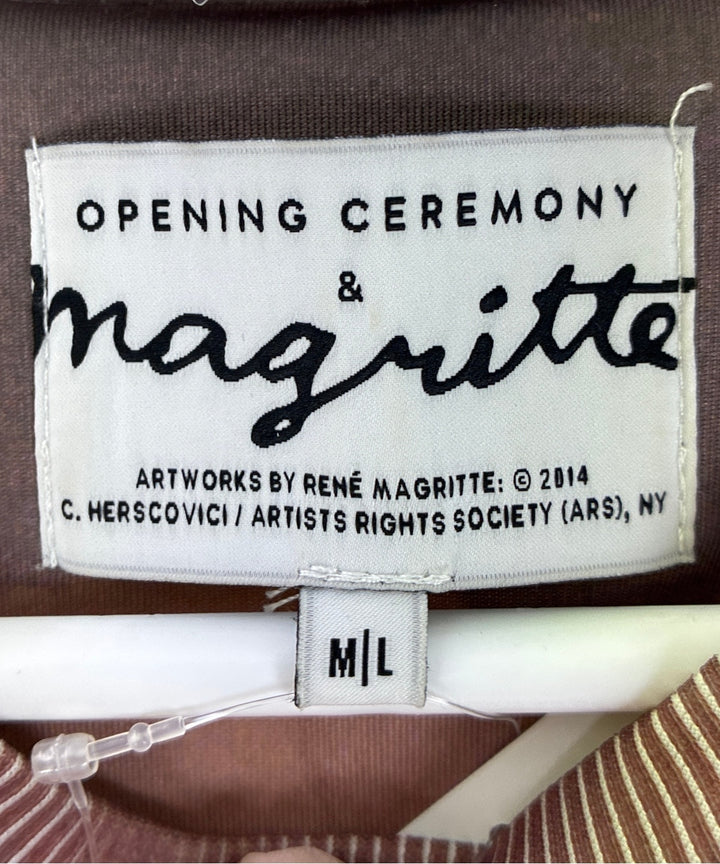 OPENING CEREMONY
&
magritte
ARTWORKS BY RENÉ MAGRITTE: © 2014
C. HERSCOVICI / ARTISTS RIGHTS SOCIETY (ARS), NY
M|L